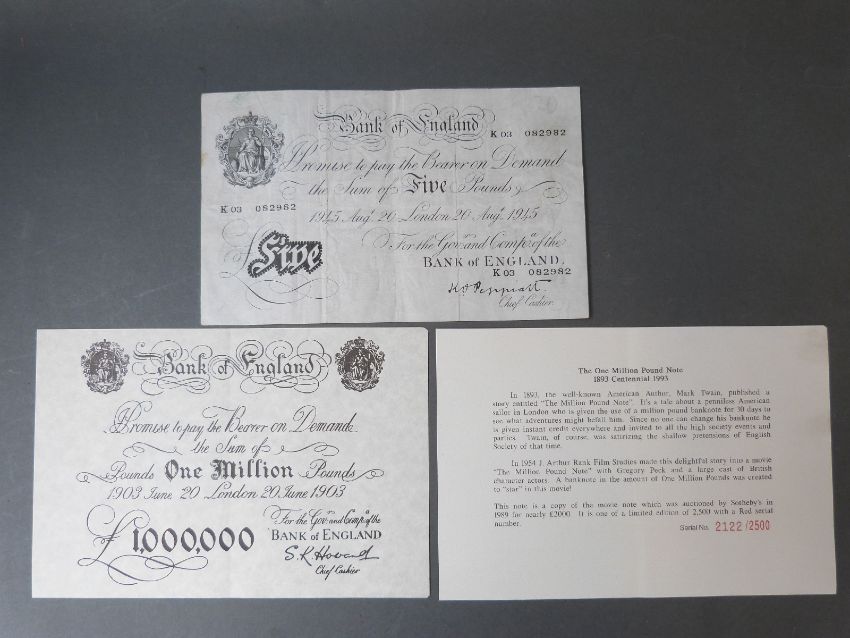 Bank of England
K 03 082982
Promise to pay the Bearer on Demand
the Sum of Five Pounds
K 03 082982
1945 Augt 20 London 20 Augt 1945
For the Govr. and Compa. of the
£Five
BANK of ENGLAND.
K 03 082982
K O Peppiatt
Chief Cashier.
Bank of England
Promise to pay the Bearer on Demand
the Sum of
Pounds One Million Pounds
1903 June 20 London 20 June 1903
For the Govr. and Compa. of the
£1,000,000
BANK of ENGLAND
S. R. Howard
Chief Cashier
The One Million Pound Note
1893 Centennial 1993
In 1893, the well-known American Author, Mark Twain, published a
story entitled "The Million Pound Note". It's a tale about a penniless American
sailor in London who is given the use of a million pound banknote for 30 days to
see what adventures might befall him. Since no one can change his banknote he
is given instant credit everywhere and invited to all the high society events and
parties. Twain, of course, was satirizing the shallow pretensions of English
Society of that time.
In 1954 J. Arthur Rank Film Studios made this delightful story into a movie
"The Million Pound Note" with Gregory Peck and a large cast of British
character actors. A banknote in the amount of One Million Pounds was created
to "star" in this movie!
This note is a copy of the movie note which was auctioned by Sotheby's in
1989 for nearly £2000. It is one of a limited edition of 2,500 with a Red serial
number.
Serial No. 2122/2500